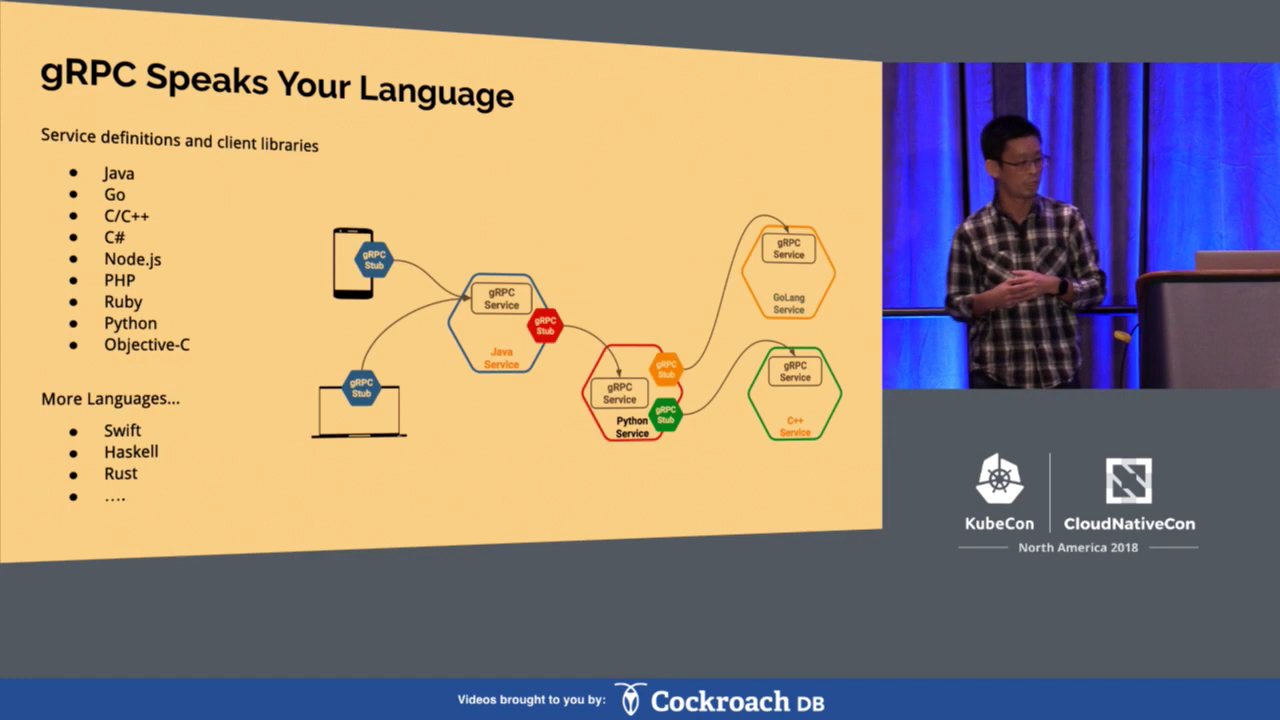 gRPC Speaks Your Language
Service definitions and client libraries
● Java
● Go
● C/C++
● C#
● Node.js
● PHP
● Ruby
● Python
● Objective-C
More Languages...
● Swift
● Haskell
● Rust
● ....
gRPC
Stub
gRPC
Stub
gRPC
Service
gRPC
Stub
Java
Service
gRPC
Service
gRPC
Stub
gRPC
Stub
Python
Service
gRPC
Service
GoLang
Service
gRPC
Service
C++
Service
KubeCon
CloudNativeCon
North America 2018
Videos brought to you by:
Cockroach DB